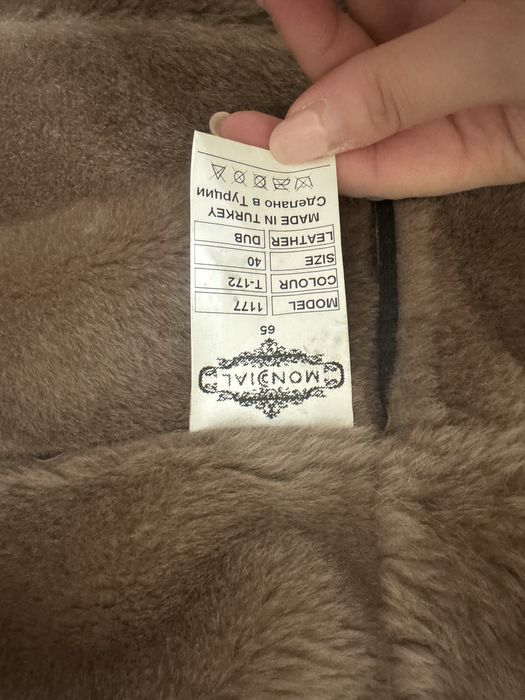 MONDIAL
65
MODEL 1177
COLOUR T-172
SIZE 40
LEATHER DUB
MADE IN TURKEY
Сделано в Турции